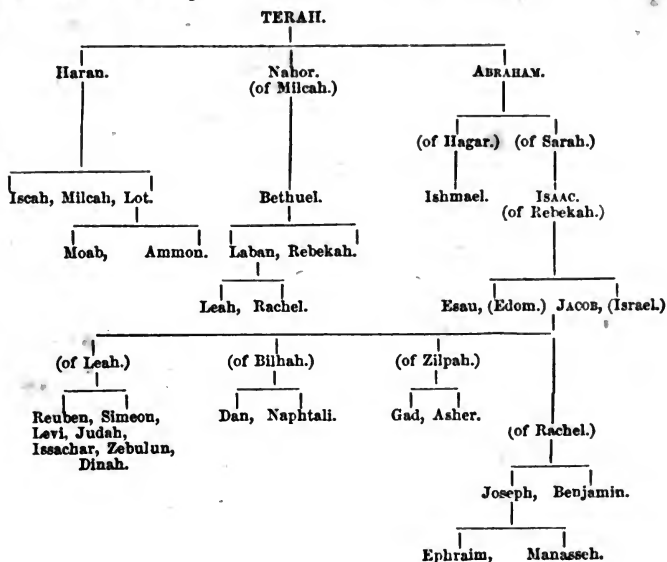 TERAH.
Haran. Nahor. ABRAHAM.
(of Milcah.)
(of Hagar.) (of Sarah.)
Iscah, Milcah, Lot. Bethuel. Ishmael. ISAAC.
(of Rebekah.)
Moab, Ammon. Laban, Rebekah.
Leah, Rachel. Esau, (Edom.) JACOB, (Israel.)
(of Leah.) (of Bilhah.) (of Zilpah.)
Reuben, Simeon, Dan, Naphtali. Gad, Asher.
Levi, Judah, (of Rachel.)
Issachar, Zebulun,
Dinah.
Joseph, Benjamin.
Ephraim, Manasseh.